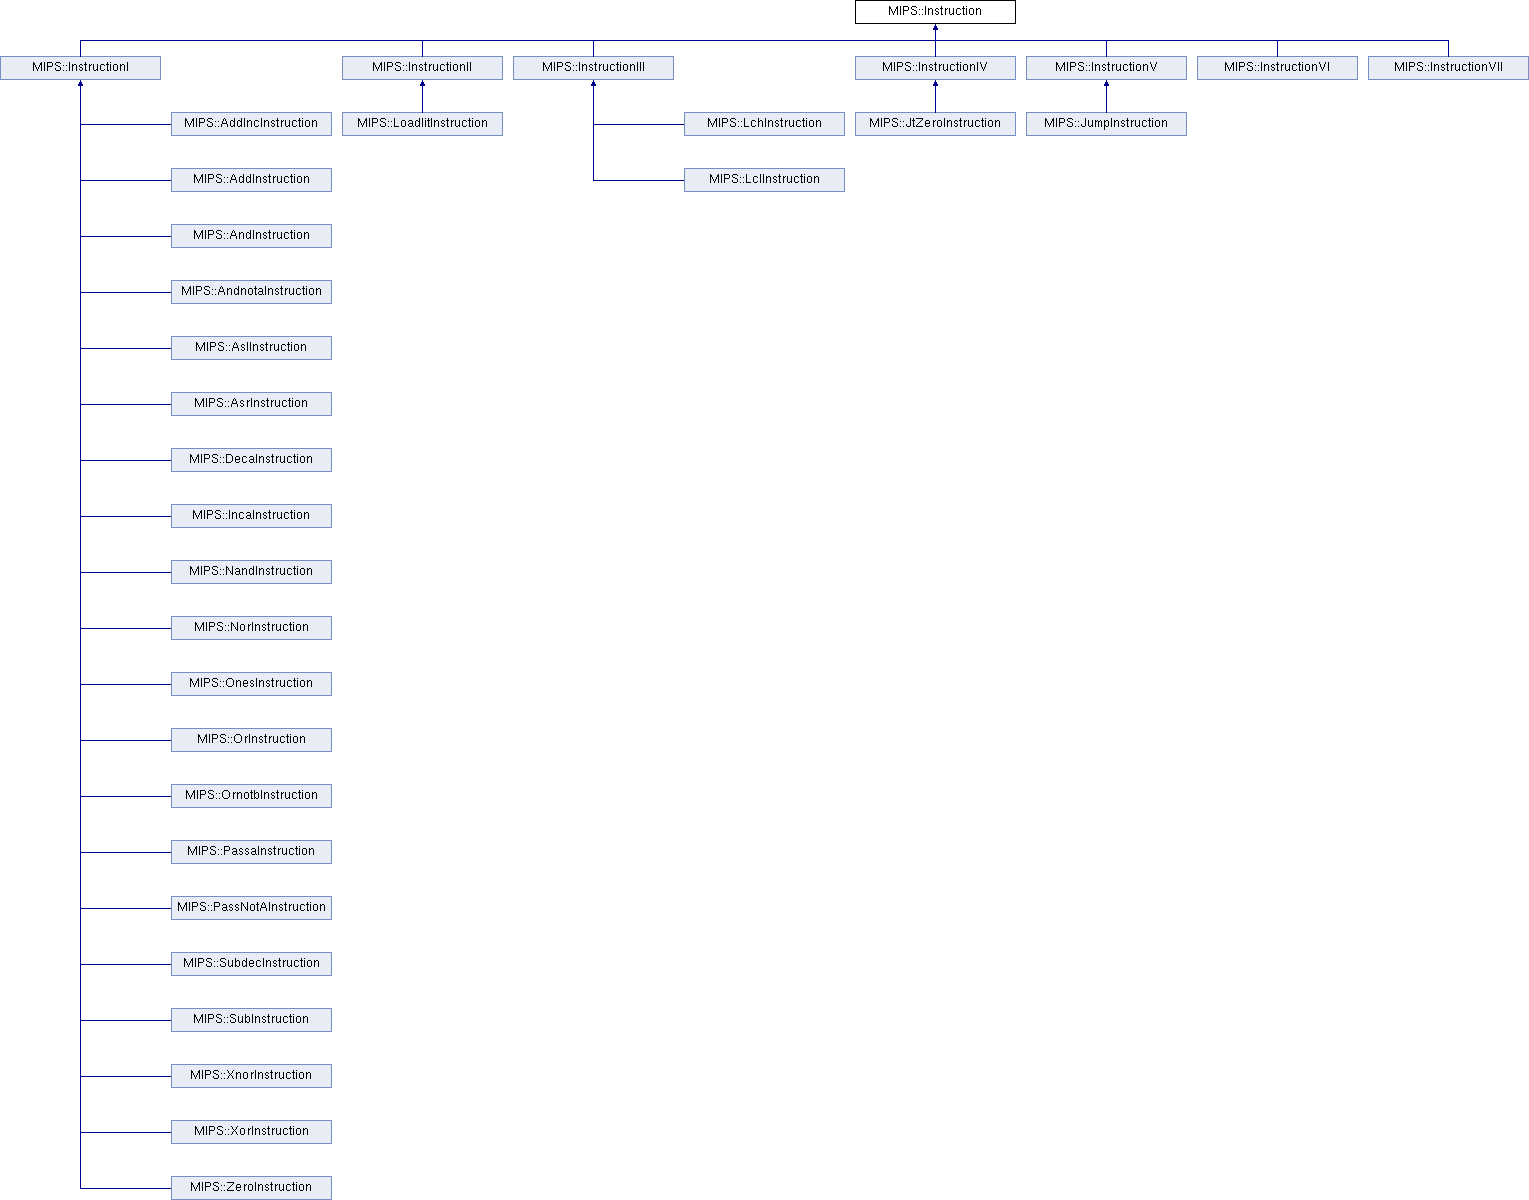 MIPS::Instruction
MIPS::InstructionI
MIPS::InstructionII
MIPS::InstructionIII
MIPS::InstructionIV
MIPS::InstructionV
MIPS::InstructionVI
MIPS::InstructionVII
MIPS::AddIncInstruction
MIPS::LoadlitInstruction
MIPS::LchInstruction
MIPS::JtZeroInstruction
MIPS::JumpInstruction
MIPS::AddInstruction
MIPS::LclInstruction
MIPS::AndInstruction
MIPS::AndnotaInstruction
MIPS::AslInstruction
MIPS::AsrInstruction
MIPS::DecaInstruction
MIPS::IncaInstruction
MIPS::NandInstruction
MIPS::NorInstruction
MIPS::OnesInstruction
MIPS::OrInstruction
MIPS::OrnotbInstruction
MIPS::PassaInstruction
MIPS::PassNotAInstruction
MIPS::SubdecInstruction
MIPS::SubInstruction
MIPS::XnorInstruction
MIPS::XorInstruction
MIPS::ZeroInstruction